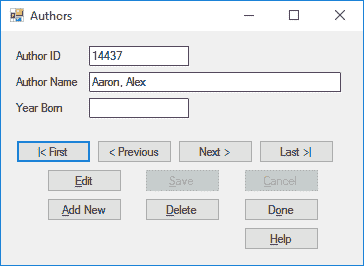 Authors
Author ID 14437
Author Name Aaron, Alex
Year Born
|< First < Previous Next > Last >|
Edit Save Cancel
Add New Delete Done
Help